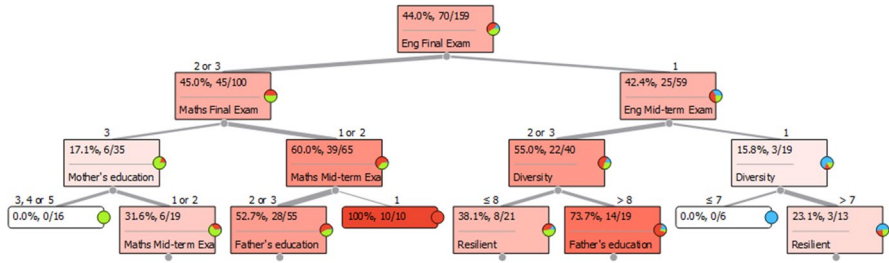 44.0%, 70/159
Eng Final Exam
2 or 3
1
45.0%, 45/100
Maths Final Exam
42.4%, 25/59
Eng Mid-term Exam
3
1 or 2
2 or 3
1
17.1%, 6/35
Mother's education
60.0%, 39/65
Maths Mid-term Exa
55.0%, 22/40
Diversity
15.8%, 3/19
Diversity
3, 4 or 5
1 or 2
2 or 3
1
≤ 8
> 8
≤ 7
> 7
0.0%, 0/16
31.6%, 6/19
Maths Mid-term Exa
52.7%, 28/55
Father's education
100%, 10/10
38.1%, 8/21
Resilient
73.7%, 14/19
Father's education
0.0%, 0/6
23.1%, 3/13
Resilient